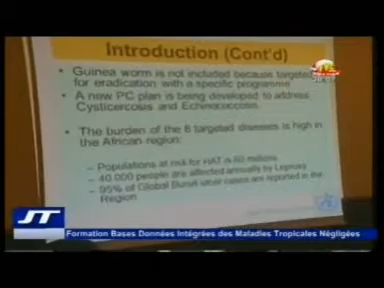 Introduction (Cont'd)
• Guinea worm is not included because targeted
for eradication with a specific programme
• A new PC plan is being developed to address
Cysticercosis and Echinococcosis.
• The burden of the 8 targeted diseases is high in
the African region:
– Populations at risk for HAT is 60 millions
– 40,000 people are affected annually by Leprosy
– 95% of Global Buruli ulcer cases are reported in the
Region
JT
Formation Bases Données Intégrées des Maladies Tropicales Négligées